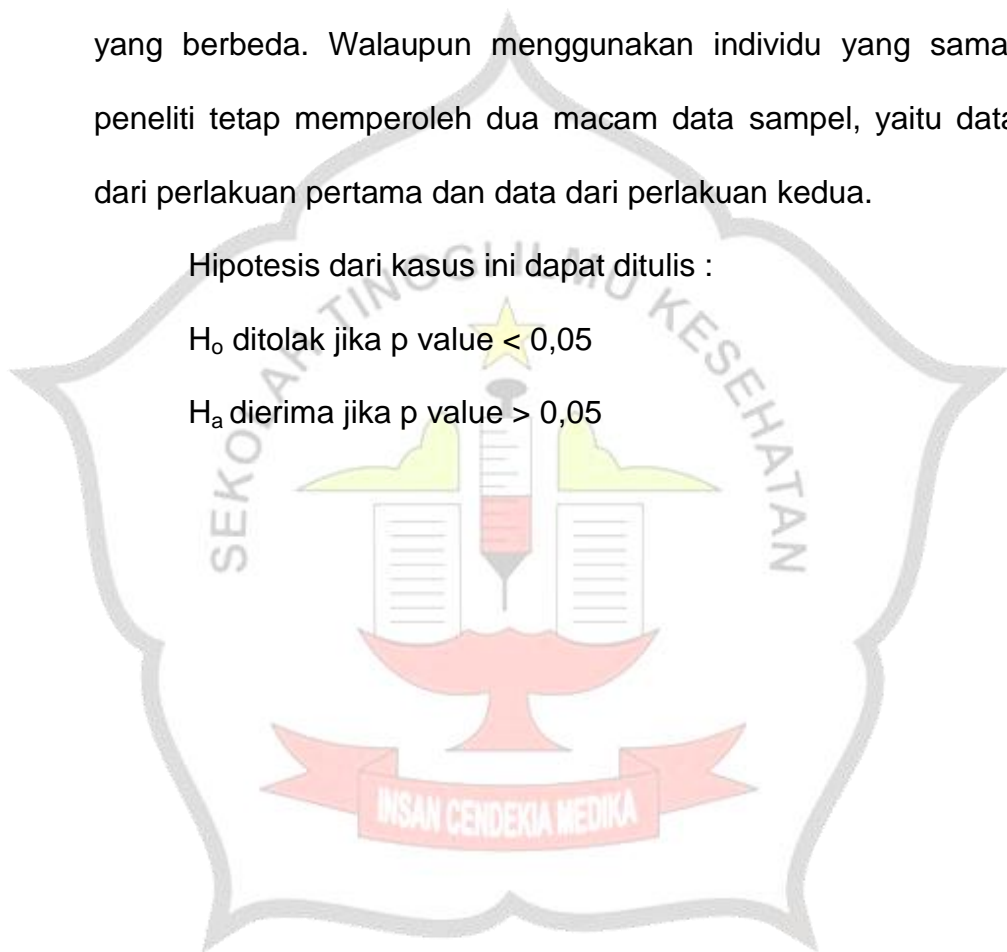 yang berbeda. Walaupun menggunakan individu yang sama
peneliti tetap memperoleh dua macam data sampel, yaitu data
dari perlakuan pertama dan data dari perlakuan kedua.
Hipotesis dari kasus ini dapat ditulis :
Ho ditolak jika p value < 0,05
Ha dierima jika p value > 0,05
SEKOLAH TINGGI ILMU KESEHATAN
INSAN CENDEKIA MEDIKA